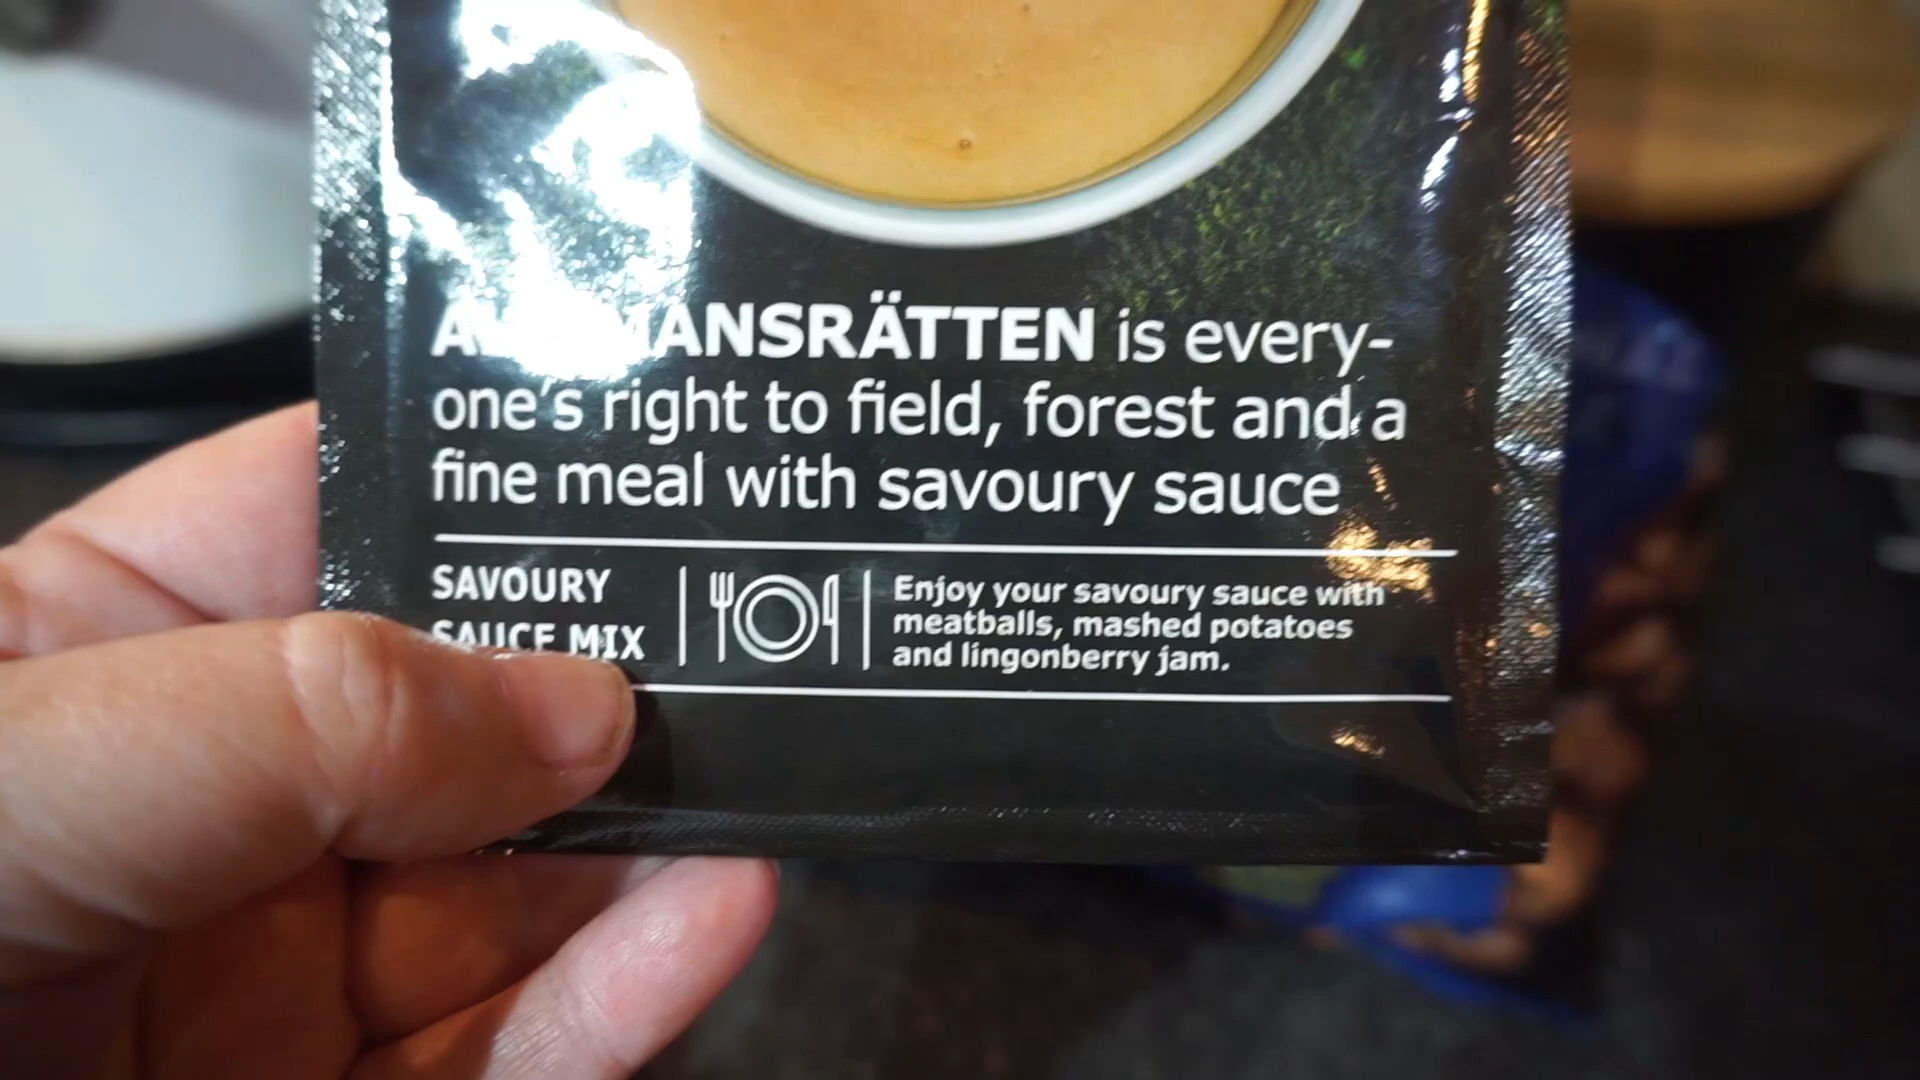 is every-
one's right to field, forest and a
fine meal with savoury sauce
SAVOURY
SAUCE MIX
Enjoy your savoury sauce with
meatballs, mashed potatoes
and lingonberry jam.